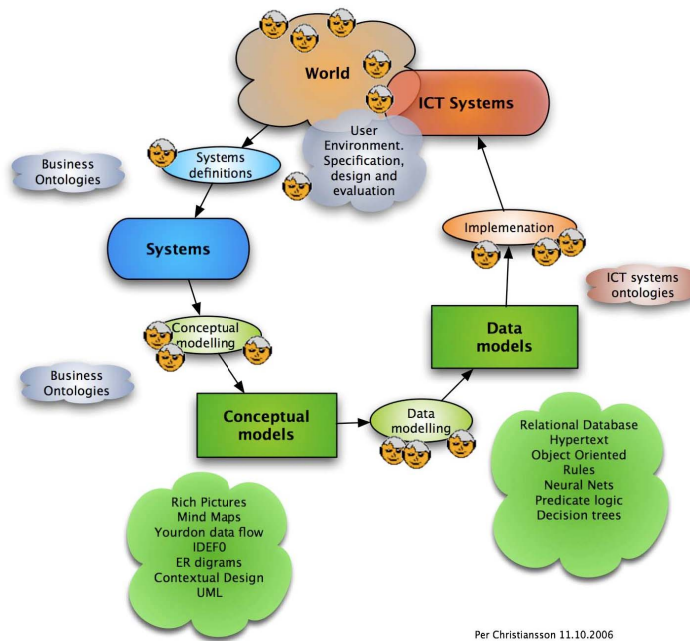 World
ICT Systems
User
Environment.
Specification,
design and
evaluation
Business
Ontologies
Systems
definitions
Systems
Implemenation
ICT systems
ontologies
Conceptual
modelling
Data
models
Business
Ontologies
Conceptual
models
Data
modelling
Relational Database
Hypertext
Object Oriented
Rules
Neural Nets
Predicate logic
Decision trees
Rich Pictures
Mind Maps
Yourdon data flow
IDEF0
ER digrams
Contextual Design
UML
Per Christiansson 11.10.2006